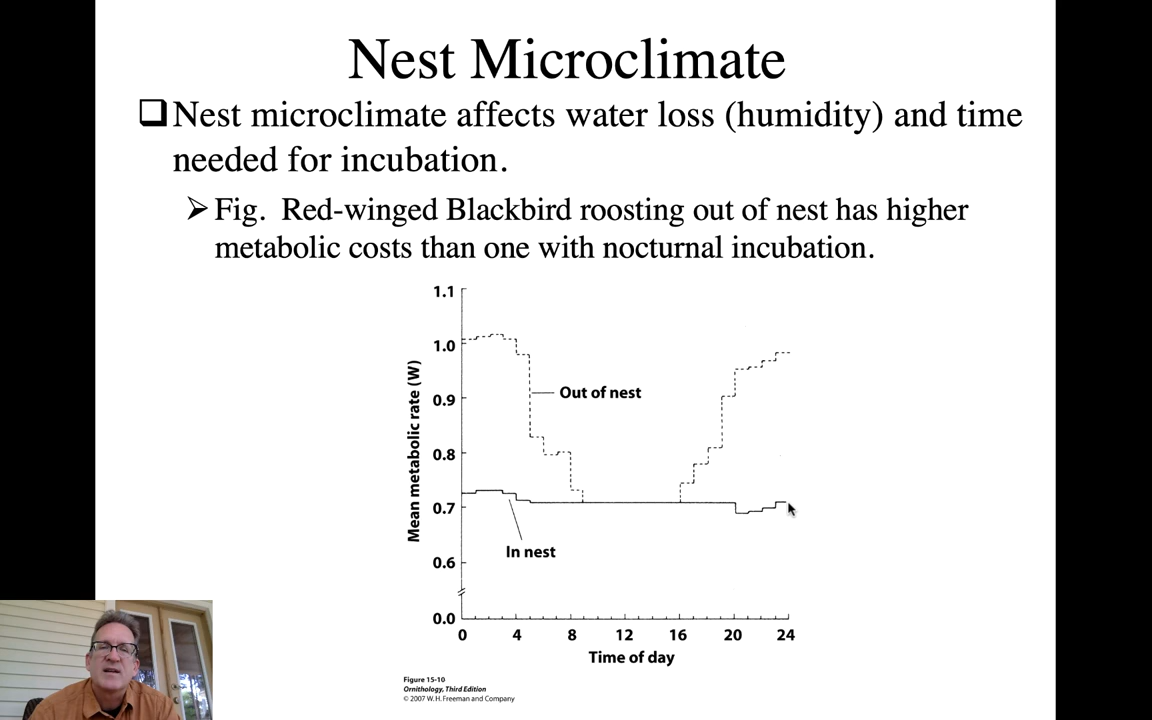 Nest Microclimate
❑ Nest microclimate affects water loss (humidity) and time
needed for incubation.
➢ Fig. Red-winged Blackbird roosting out of nest has higher
metabolic costs than one with nocturnal incubation.
1.1
1.0
0.9
0.8
0.7
0.6
0.0
Mean metabolic rate (W)
Out of nest
In nest
0 4 8 12 16 20 24
Time of day
Figure 15-10
Ornithology, Third Edition
© 2007 W. H. Freeman and Company